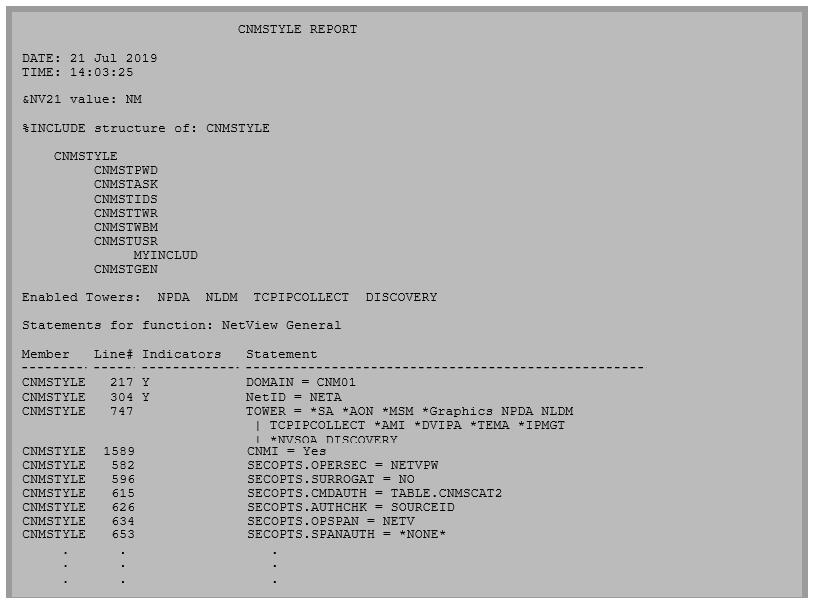 CNMSTYLE REPORT
DATE: 21 Jul 2019
TIME: 14:03:25
&NV21 value: NM
%INCLUDE structure of: CNMSTYLE
CNMSTYLE
CNMSTPWD
CNMSTASK
CNMSTIDS
CNMSTTWR
CNMSTWBM
CNMSTUSR
MYINCLUD
CNMSTGEN
Enabled Towers:  NPDA  NLDM  TCPIPCOLLECT  DISCOVERY
Statements for function: NetView General
Member   Line# Indicators   Statement
-------- ----- ------------ --------------------------------------------------
CNMSTYLE   217 Y            DOMAIN = CNM01
CNMSTYLE   304 Y            NetID = NETA
CNMSTYLE   747              TOWER = *SA *AON *MSM *Graphics NPDA NLDM
| TCPIPCOLLECT *AMI *DVIPA *TEMA *IPMGT
| *NVSOA DISCOVERY
CNMSTYLE  1589              CNMI = Yes
CNMSTYLE   582              SECOPTS.OPERSEC = NETVPW
CNMSTYLE   596              SECOPTS.SURROGAT = NO
CNMSTYLE   615              SECOPTS.CMDAUTH = TABLE.CNMSCAT2
CNMSTYLE   626              SECOPTS.AUTHCHK = SOURCEID
CNMSTYLE   634              SECOPTS.OPSPAN = NETV
CNMSTYLE   653              SECOPTS.SPANAUTH = *NONE*
.      .                  .
.      .                  .
.      .                  .